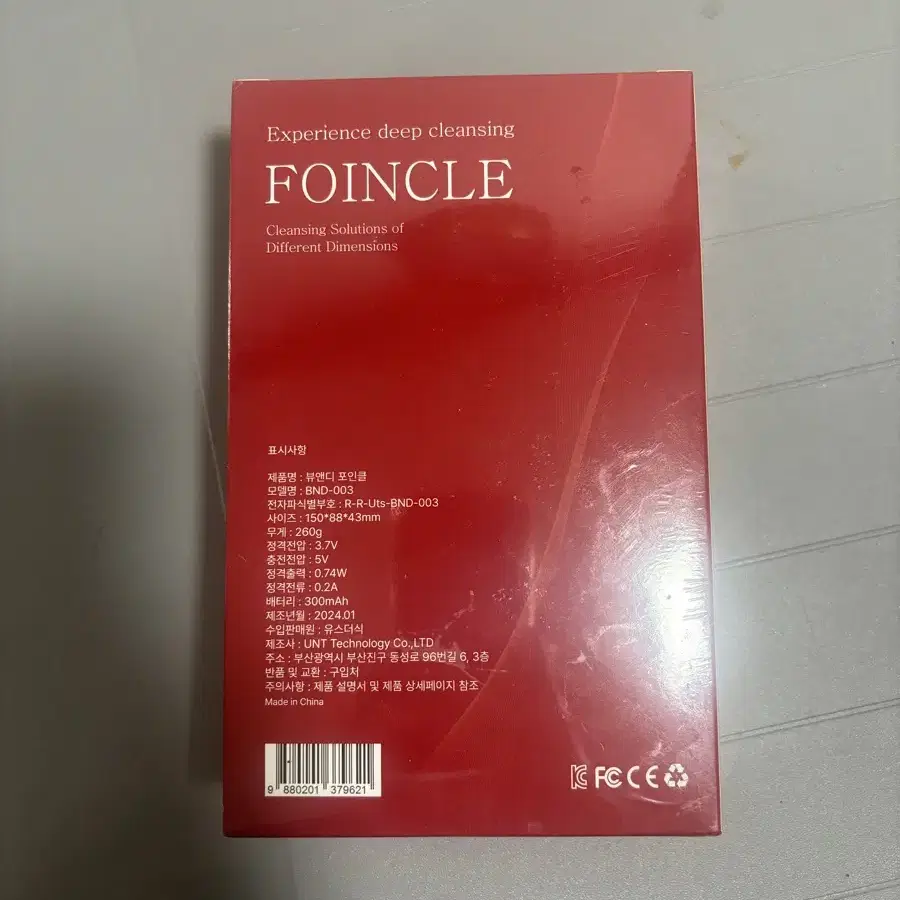 Experience deep cleansing
FOINCLE
Cleansing Solutions of
Different Dimensions
표시사항
제품명 : 뷰앤디 포인클
모델명 : BND-003
전자파식별부호 : R-R-Uts-BND-003
사이즈 : 150*88*43mm
무게 : 260g
정격전압 : 3.7V
충전전압 : 5V
정격출력 : 0.74W
정격전류 : 0.2A
배터리 : 300mAh
제조년월 : 2024.01
수입판매원 : 유스더식
제조사 : UNT Technology Co.,LTD
주소 : 부산광역시 부산진구 동성로 96번길 6, 3층
반품 및 교환 : 구입처
주의사항 : 제품 설명서 및 제품 상세페이지 참조
Made in China
9 880201 379621
KC FC CE